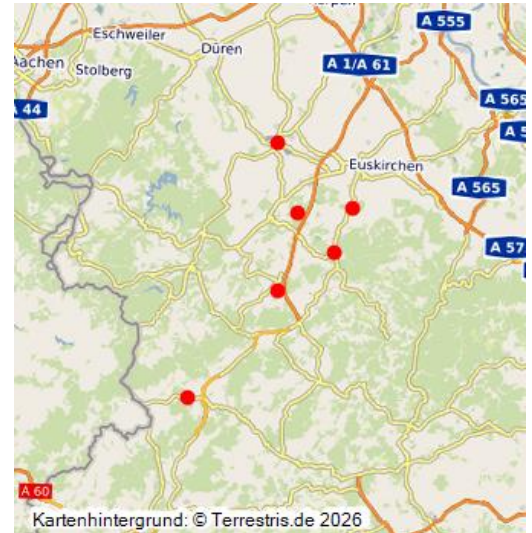 A 555
Eschweiler
Düren
Aachen
A 1/A 61
Stolberg
A 565
A 44
Euskirchen
A 565
A 57
A 60
Kartenhintergrund: © Terrestris.de 2026